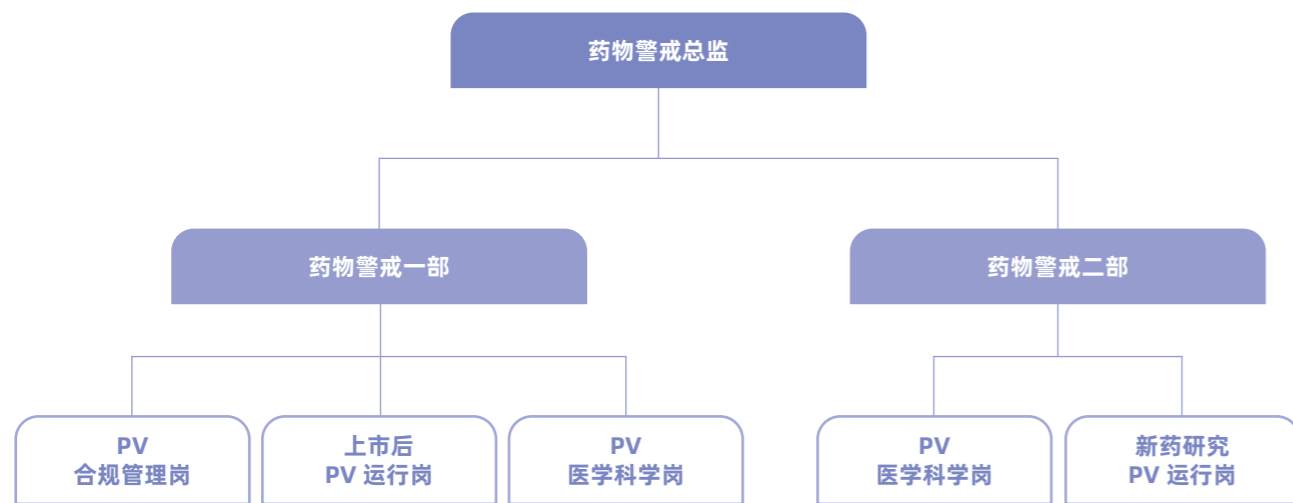 药物警戒总监
药物警戒一部
药物警戒二部
PV
合规管理岗
上市后
PV 运行岗
PV
医学科学岗
PV
医学科学岗
新药研究
PV 运行岗